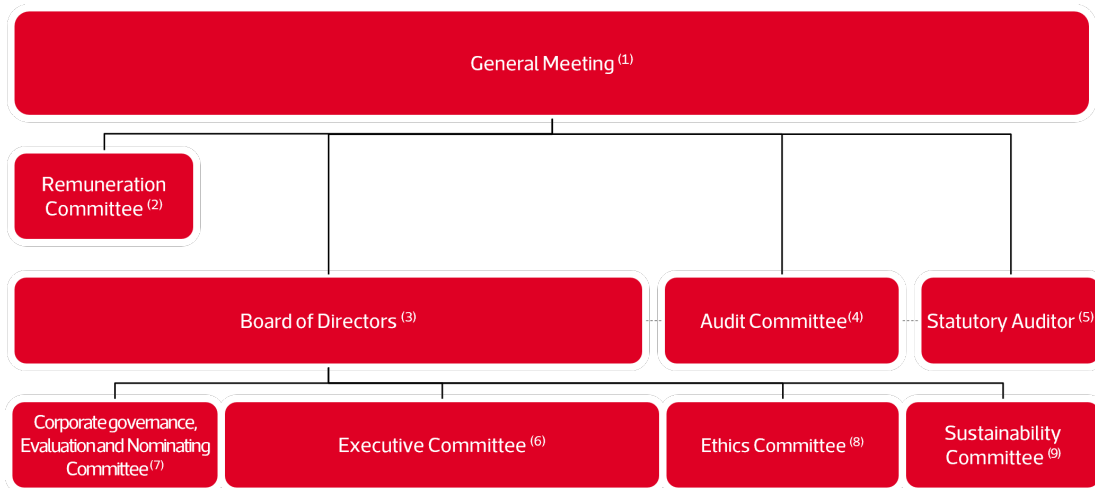 General Meeting (1)
Remuneration
Committee (2)
Board of Directors (3)
Audit Committee(4)
Statutory Auditor (5)
Corporate governance,
Evaluation and Nominating
Committee(7)
Executive Committee (6)
Ethics Committee (8)
Sustainability
Committee (9)